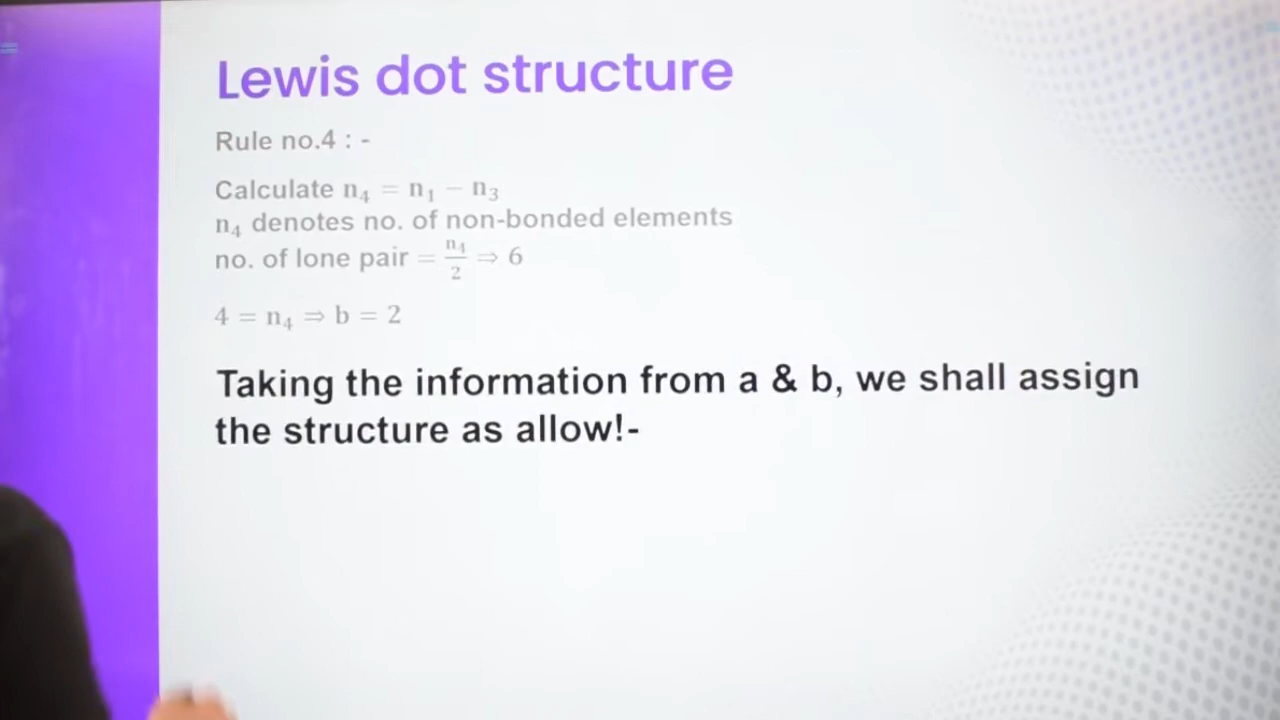 Lewis dot structure
Rule no.4 : -
Calculate n₄ = n₁ − n₃
n₄ denotes no. of non-bonded elements
no. of lone pair = n₄/2 ⇒ 6
4 = n₄ ⇒ b = 2
Taking the information from a & b, we shall assign
the structure as allow!-